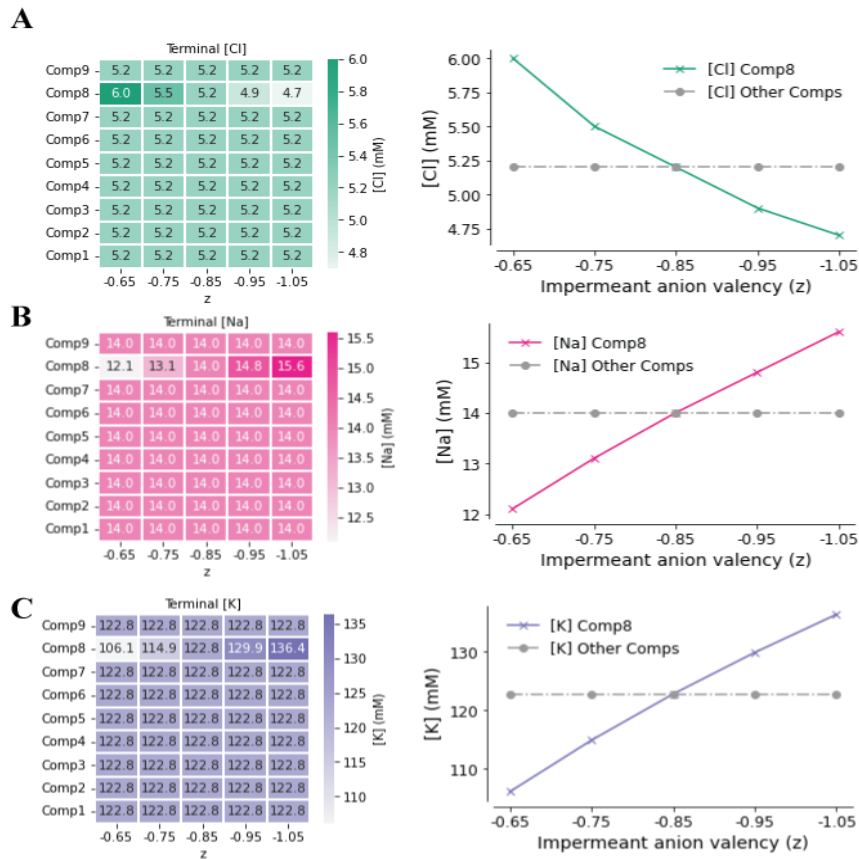 A
Terminal [Cl]
Comp9 5.2 5.2 5.2 5.2 5.2
Comp8 6.0 5.5 5.2 4.9 4.7
Comp7 5.2 5.2 5.2 5.2 5.2
Comp6 5.2 5.2 5.2 5.2 5.2
Comp5 5.2 5.2 5.2 5.2 5.2
Comp4 5.2 5.2 5.2 5.2 5.2
Comp3 5.2 5.2 5.2 5.2 5.2
Comp2 5.2 5.2 5.2 5.2 5.2
Comp1 5.2 5.2 5.2 5.2 5.2
-0.65 -0.75 -0.85 -0.95 -1.05
z
6.0
5.8
5.6
5.4
5.2
5.0
4.8
[Cl] (mM)
[Cl] Comp8
[Cl] Other Comps
6.00
5.75
5.50
5.25
5.00
4.75
[Cl] (mM)
-0.65 -0.75 -0.85 -0.95 -1.05
Impermeant anion valency (z)
B
Terminal [Na]
Comp9 14.0 14.0 14.0 14.0 14.0
Comp8 12.1 13.1 14.0 14.8 15.6
Comp7 14.0 14.0 14.0 14.0 14.0
Comp6 14.0 14.0 14.0 14.0 14.0
Comp5 14.0 14.0 14.0 14.0 14.0
Comp4 14.0 14.0 14.0 14.0 14.0
Comp3 14.0 14.0 14.0 14.0 14.0
Comp2 14.0 14.0 14.0 14.0 14.0
Comp1 14.0 14.0 14.0 14.0 14.0
-0.65 -0.75 -0.85 -0.95 -1.05
z
15.5
15.0
14.5
14.0
13.5
13.0
12.5
[Na] (mM)
[Na] Comp8
[Na] Other Comps
15
14
13
12
[Na] (mM)
-0.65 -0.75 -0.85 -0.95 -1.05
Impermeant anion valency (z)
C
Terminal [K]
Comp9 122.8 122.8 122.8 122.8 122.8
Comp8 106.1 114.9 122.8 129.9 136.4
Comp7 122.8 122.8 122.8 122.8 122.8
Comp6 122.8 122.8 122.8 122.8 122.8
Comp5 122.8 122.8 122.8 122.8 122.8
Comp4 122.8 122.8 122.8 122.8 122.8
Comp3 122.8 122.8 122.8 122.8 122.8
Comp2 122.8 122.8 122.8 122.8 122.8
Comp1 122.8 122.8 122.8 122.8 122.8
-0.65 -0.75 -0.85 -0.95 -1.05
z
135
130
125
120
115
110
[K] (mM)
[K] Comp8
[K] Other Comps
130
120
110
[K] (mM)
-0.65 -0.75 -0.85 -0.95 -1.05
Impermeant anion valency (z)